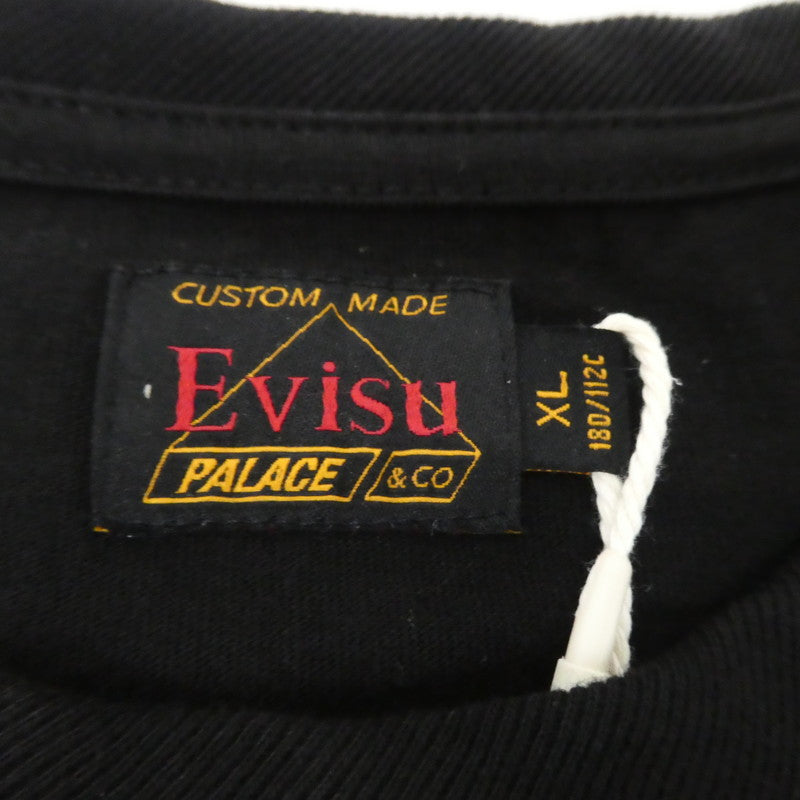 CUSTOM MADE
Evisu
PALACE &CO
XL
180/112C